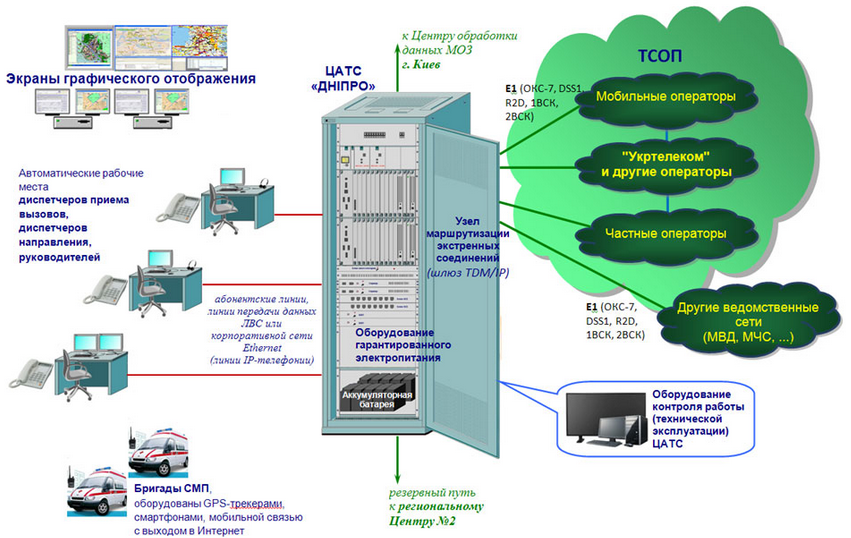 Экраны графического отображения
ЦАТС
«ДНІПРО»
к Центру обработки
данных МОЗ
г. Киев
ТСОП
E1 (ОКС-7, DSS1,
R2D, 1ВСК,
2ВСК)
Мобильные операторы
"Укртелеком"
и другие операторы
Частные операторы
Другие ведомственные
сети
(МВД, МЧС, ...)
E1 (ОКС-7,
DSS1, R2D,
1ВСК, 2ВСК)
Автоматические рабочие
места
диспетчеров приема
вызовов,
диспетчеров
направления,
руководителей
Узел
маршрутизации
экстренных
соединений
(шлюз TDM/IP)
абонентские линии,
линии передачи данных
ЛВС или
корпоративной сети
Ethernet
(линии IP-телефонии)
Оборудование
гарантированного
электропитания
Аккумуляторная
батарея
Оборудование
контроля работы
(технической
эксплуатации)
ЦАТС
Бригады СМП,
оборудованы GPS-трекерами,
смартфонами, мобильной связью
с выходом в Интернет
резервный путь
к региональному
Центру №2